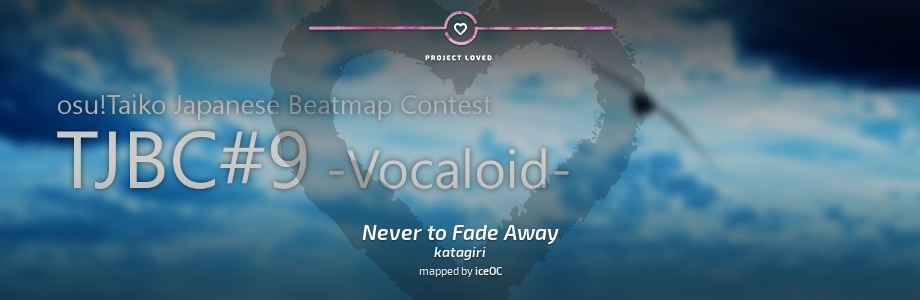 PROJECT LOVED
osu!Taiko Japanese Beatmap Contest
TJBC#9 -Vocaloid-
Never to Fade Away
katagiri
mapped by iceOC